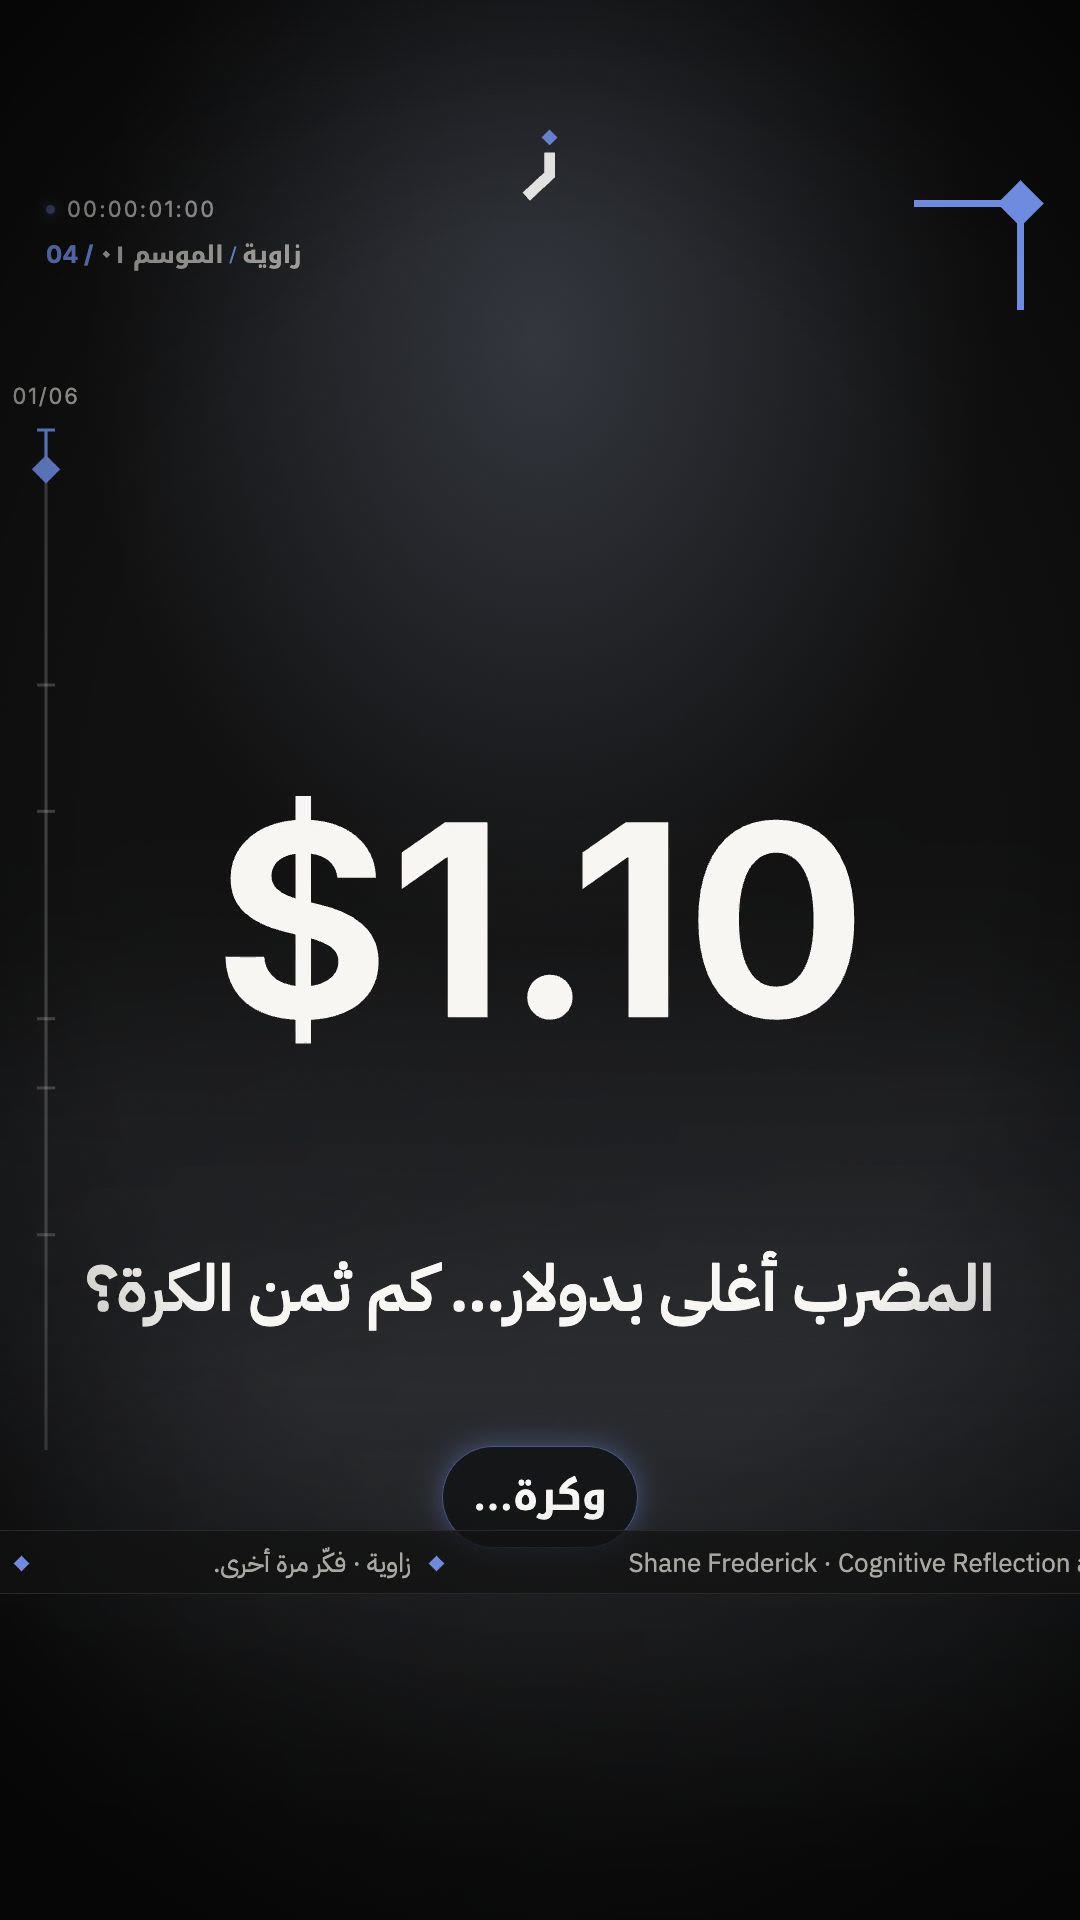 00:00:01:00
زاوية / الموسم ٠١ / 04
01/06
$1.10
المضرب أغلى بدولار... كم ثمن الكرة؟
وكرة...
زاوية · فكّر مرة أخرى.
Shane Frederick · Cognitive Reflection